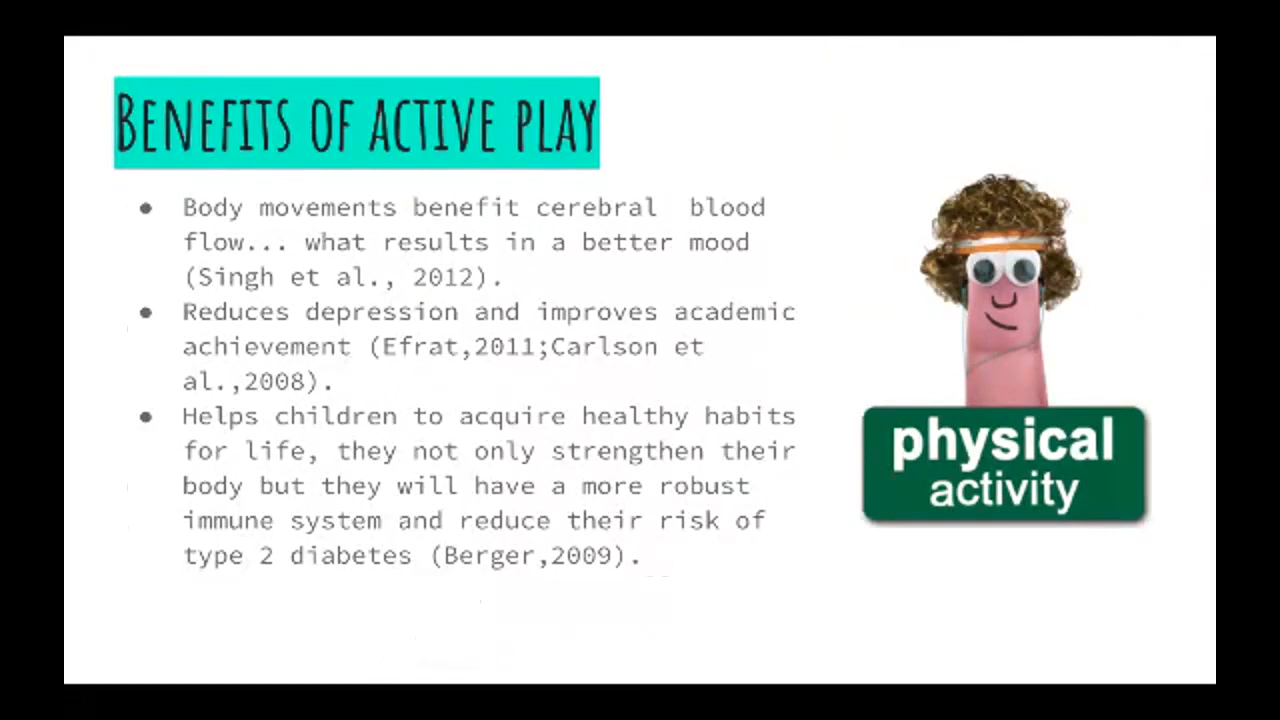 Benefits of active play
● Body movements benefit cerebral blood
flow... what results in a better mood
(Singh et al., 2012).
● Reduces depression and improves academic
achievement (Efrat,2011;Carlson et
al.,2008).
● Helps children to acquire healthy habits
for life, they not only strengthen their
body but they will have a more robust
immune system and reduce their risk of
type 2 diabetes (Berger,2009).
physical
activity